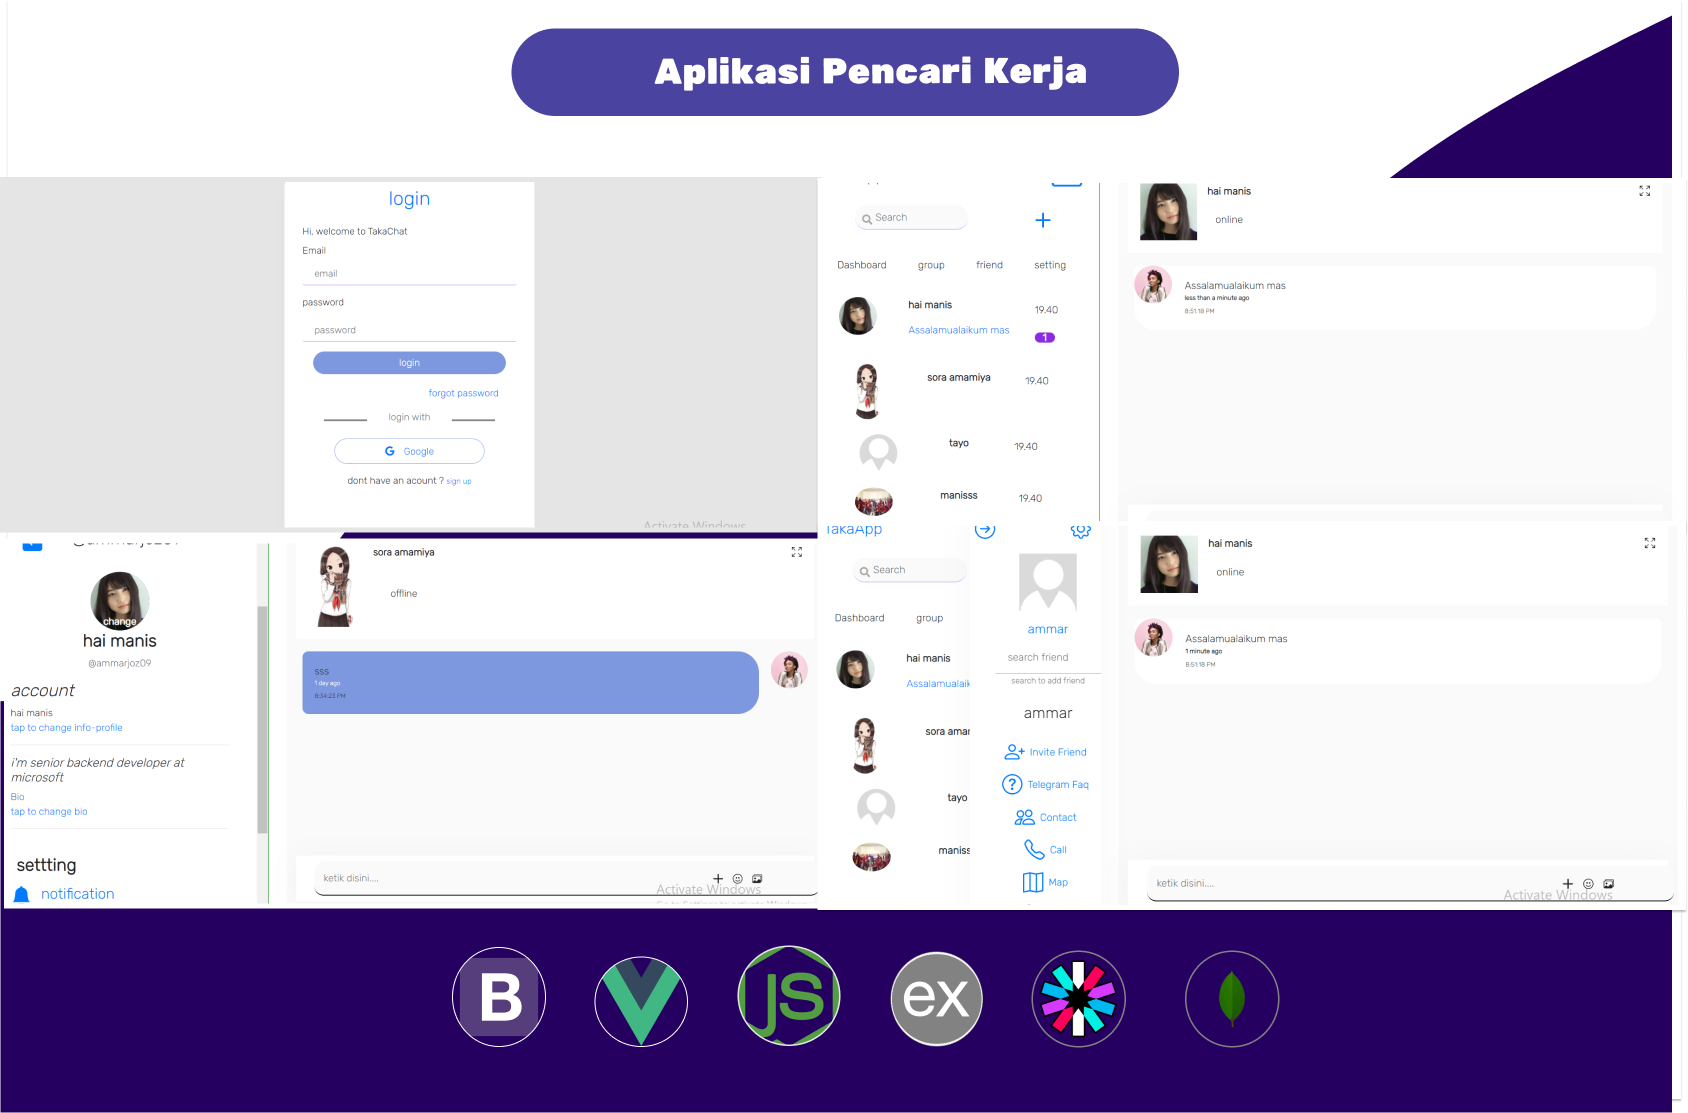 Aplikasi Pencari Kerja
login
Hi, welcome to TakaChat
Email
email
password
password
login
forgot password
login with
Google
dont have an acount ? sign up
Activate Windows
Search
Dashboard group friend setting
hai manis 19.40
Assalamualaikum mas 1
sora amamiya 19.40
tayo 19.40
manisss 19.40
hai manis
online
Assalamualaikum mas
less than a minute ago
8:51:18 PM
change
hai manis
@ammarjoz09
account
hai manis
tap to change info-profile
i'm senior backend developer at
microsoft
Bio
tap to change bio
settting
notification
sora amamiya
offline
sss
1 day ago
8:34:23 PM
ketik disini....
Activate Windows
TakaApp
Search
Dashboard group
hai manis
Assalamualaik
sora amar
tayo
maniss
ammar
search friend
search to add friend
ammar
Invite Friend
Telegram Faq
Contact
Call
Map
hai manis
online
Assalamualaikum mas
1 minute ago
8:51:18 PM
ketik disini....
Activate Windows
B
JS
ex